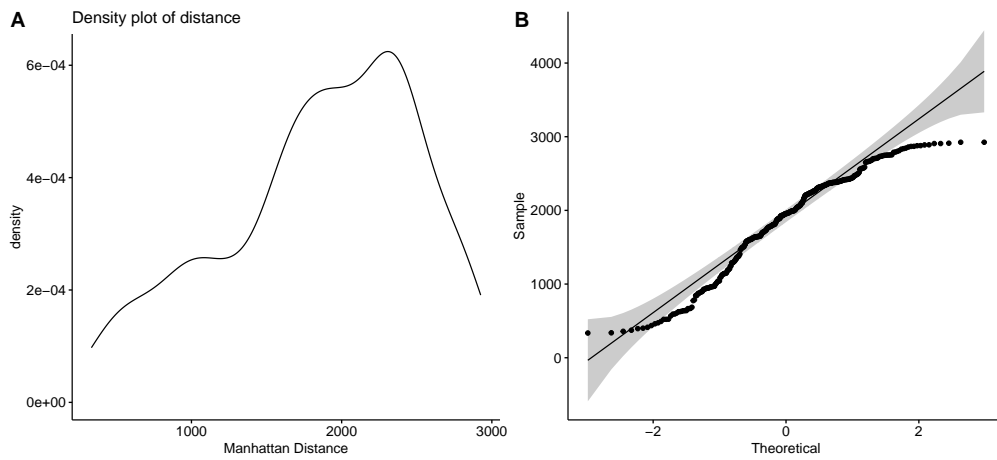 A
Density plot of distance
6e−04
4e−04
2e−04
0e+00
density
1000
2000
3000
Manhattan Distance
B
4000
3000
2000
1000
0
Sample
−2
0
2
Theoretical